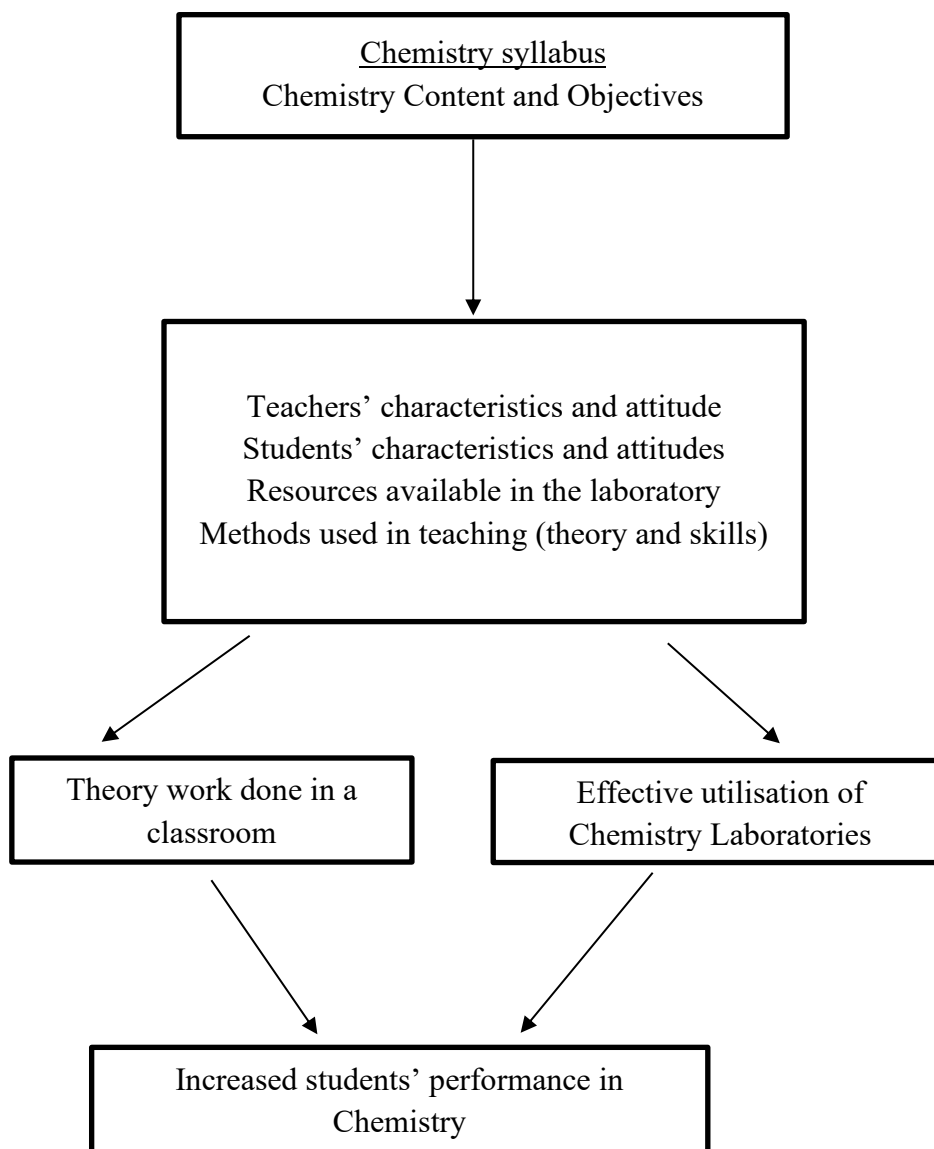 Chemistry syllabus
Chemistry Content and Objectives
Teachers’ characteristics and attitude
Students’ characteristics and attitudes
Resources available in the laboratory
Methods used in teaching (theory and skills)
Theory work done in a
classroom
Effective utilisation of
Chemistry Laboratories
Increased students’ performance in
Chemistry